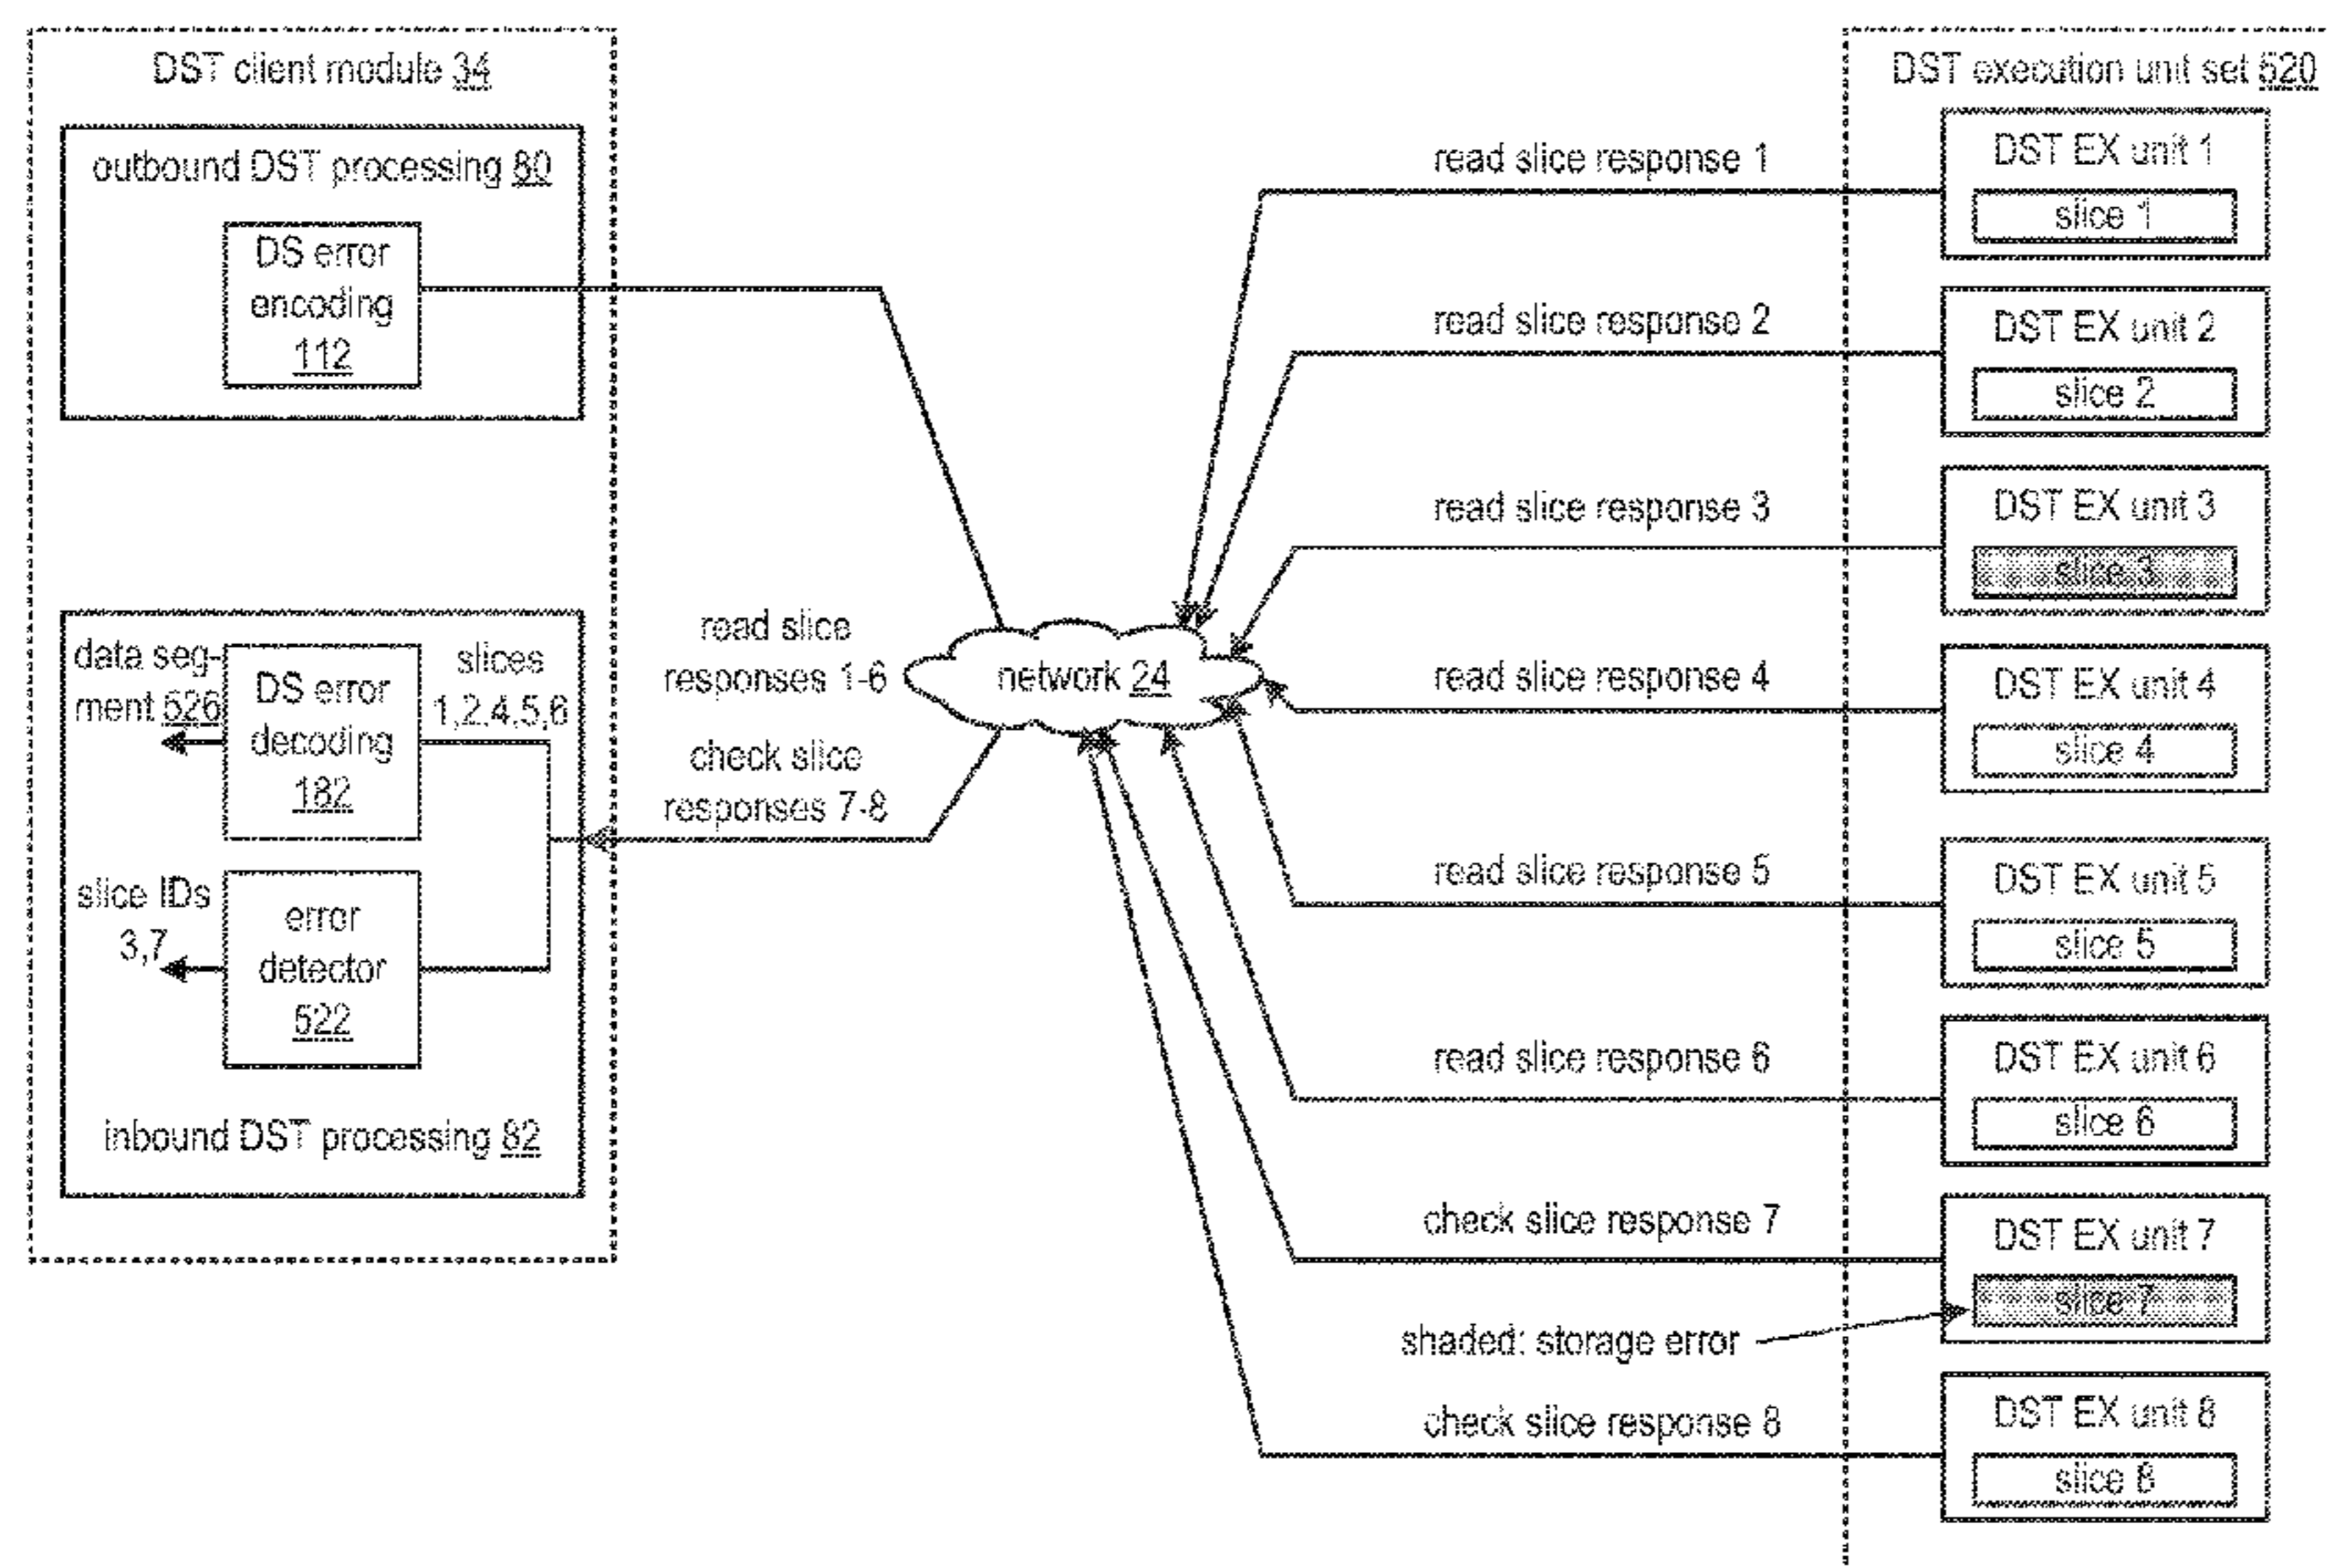 DST client module 34
outbound DST processing 80
DS error
encoding
112
data seg-
ment 526
DS error
decoding
182
slices
1,2,4,5,6
slice IDs
3,7
error
detector
522
inbound DST processing 82
read slice
responses 1-6
check slice
responses 7-8
network 24
read slice response 1
read slice response 2
read slice response 3
read slice response 4
read slice response 5
read slice response 6
check slice response 7
shaded: storage error
check slice response 8
DST execution unit set 520
DST EX unit 1
slice 1
DST EX unit 2
slice 2
DST EX unit 3
slice 3
DST EX unit 4
slice 4
DST EX unit 5
slice 5
DST EX unit 6
slice 6
DST EX unit 7
slice 7
DST EX unit 8
slice 8